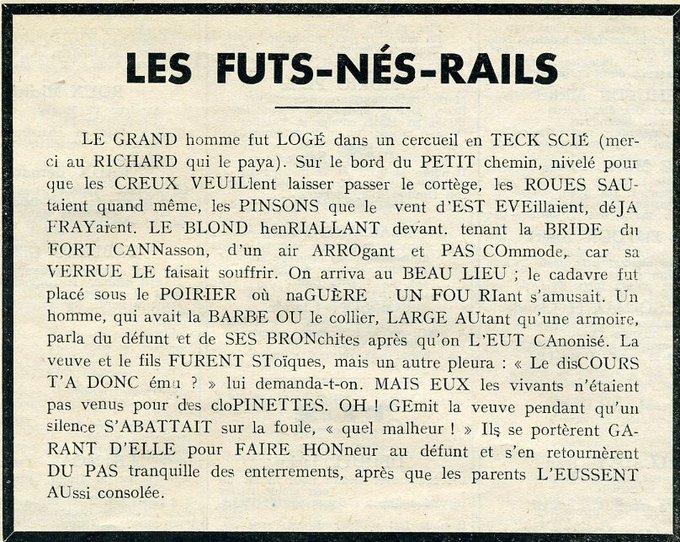 LES FUTS-NÉS-RAILS
LE GRAND homme fut LOGÉ dans un cercueil en TECK SCIÉ (mer-
ci au RICHARD qui le paya). Sur le bord du PETIT chemin, nivelé pour
que les CREUX VEUILlent laisser passer le cortège, les ROUES SAU-
taient quand même, les PINSONS que le vent d'EST EVEillaient, déJA
FRAYaient. LE BLOND henRIALLANT devant. tenant la BRIDE du
FORT CANNasson, d'un air ARROgant et PAS COmmode, car sa
VERRUE LE faisait souffrir. On arriva au BEAU LIEU ; le cadavre fut
placé sous le POIRIER où naGUÈRE UN FOU RIant s'amusait. Un
homme, qui avait la BARBE OU le collier, LARGE AUtant qu'une armoire,
parla du défunt et de SES BRONchites après qu'on L'EUT CAnonisé. La
veuve et le fils FURENT SToïques, mais un autre pleura : « Le disCOURS
T'A DONC ému ? » lui demanda-t-on. MAIS EUX les vivants n'étaient
pas venus pour des cloPINETTES. OH ! GEmit la veuve pendant qu'un
silence S'ABATTAIT sur la foule, « quel malheur ! » Ils se portèrent GA-
RANT D'ELLE pour FAIRE HONneur au défunt et s'en retournèrent
DU PAS tranquille des enterrements, après que les parents L'EUSSENT
AUssi consolée.